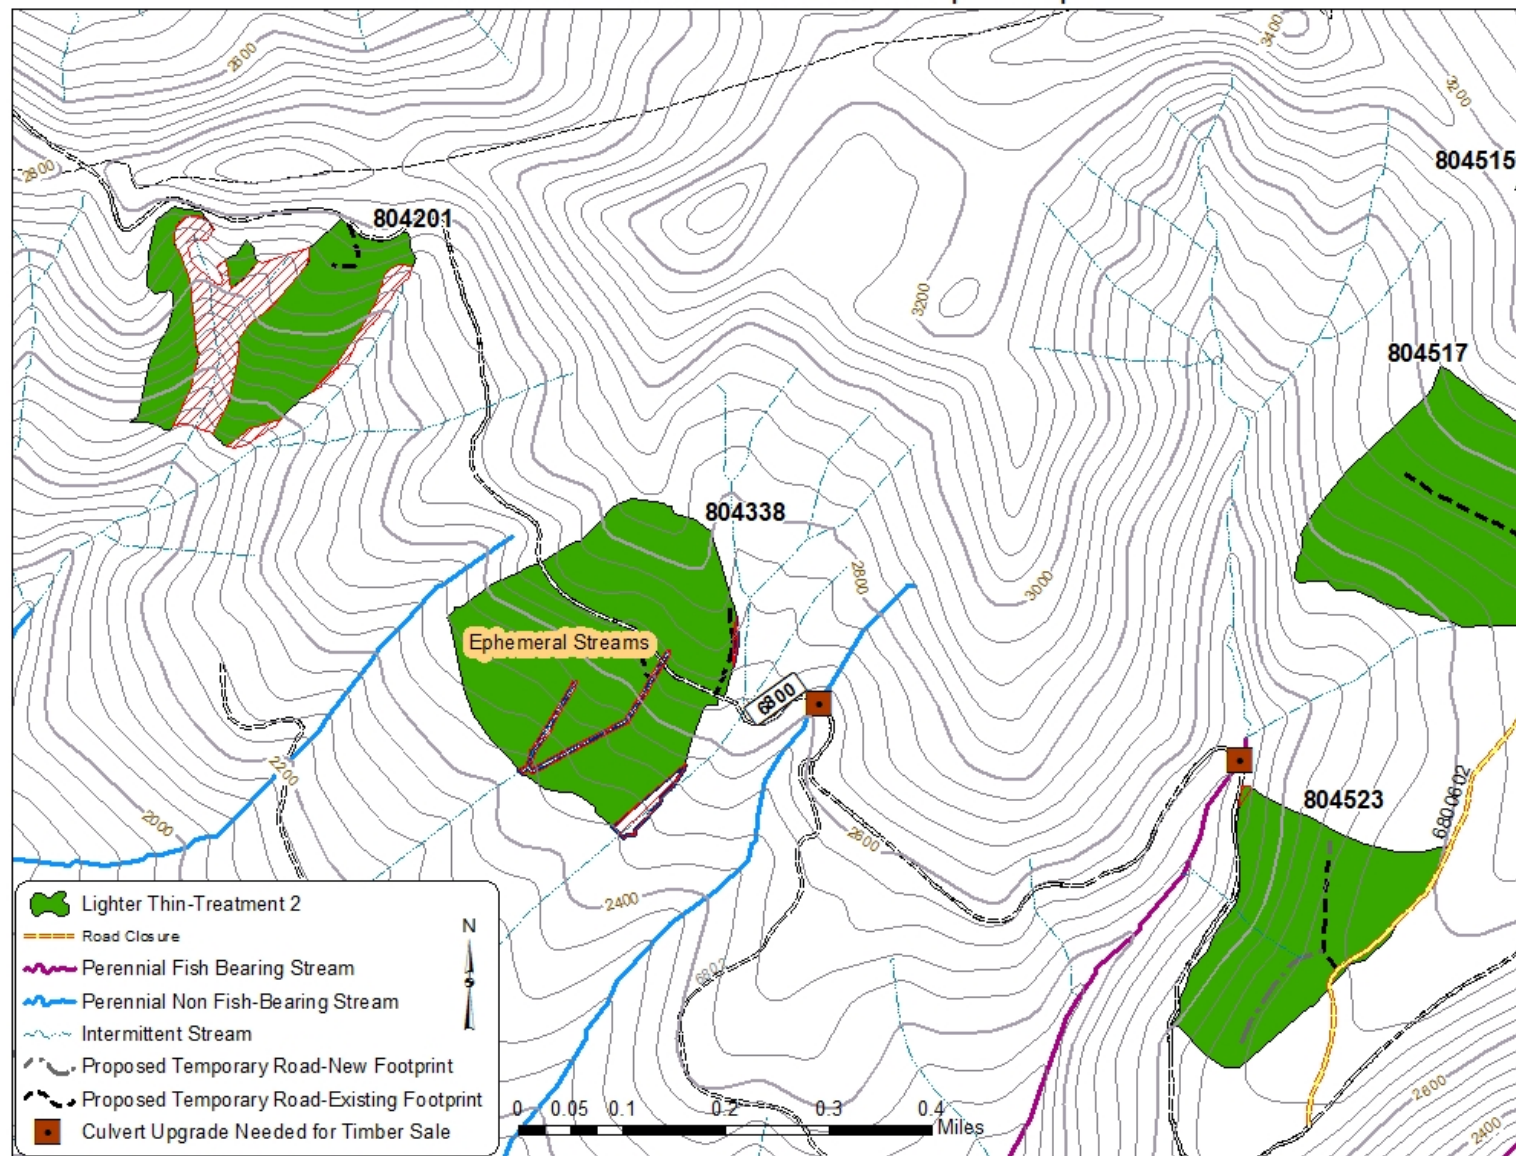 3400
2600
3200
2800
804515
804201
3200
804517
804338
2800
3000
Ephemeral Streams
6800
2200
804523
6800602
2000
2600
2400
6802
Lighter Thin-Treatment 2
Road Closure
N
Perennial Fish Bearing Stream
Perennial Non Fish-Bearing Stream
Intermittent Stream
Proposed Temporary Road-New Footprint
Proposed Temporary Road-Existing Footprint
Culvert Upgrade Needed for Timber Sale
0 0.05 0.1 0.2 0.3 0.4
Miles
2600
2400